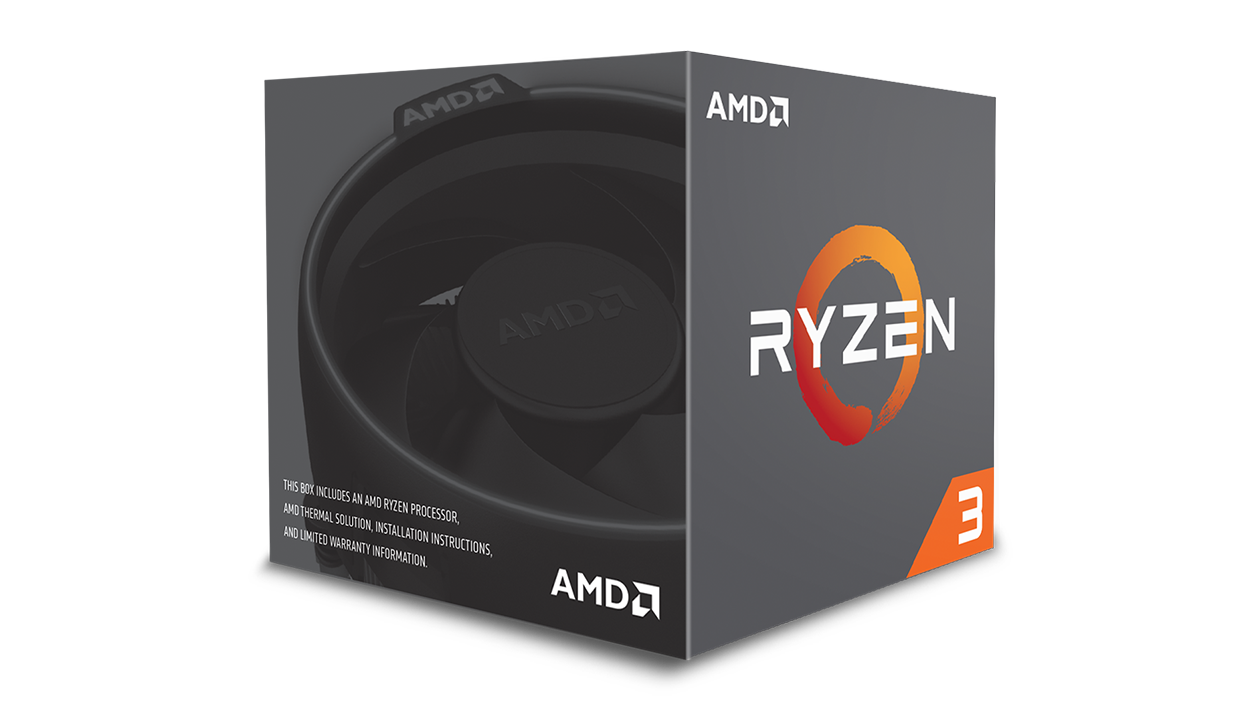 AMD
AMD
THIS BOX INCLUDES AN AMD RYZEN PROCESSOR,
AMD THERMAL SOLUTION, INSTALLATION INSTRUCTIONS,
AND LIMITED WARRANTY INFORMATION.
AMD
AMD
RYZEN
3